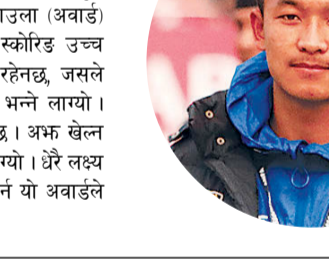 ाउला (अवार्ड)
स्कोरिङ उच्च
रहेनछ, जसले
भन्ने लाग्यो ।
छ । अझ खेल्न
ग्यो । धेरै लक्ष्य
र्न यो अवार्डले